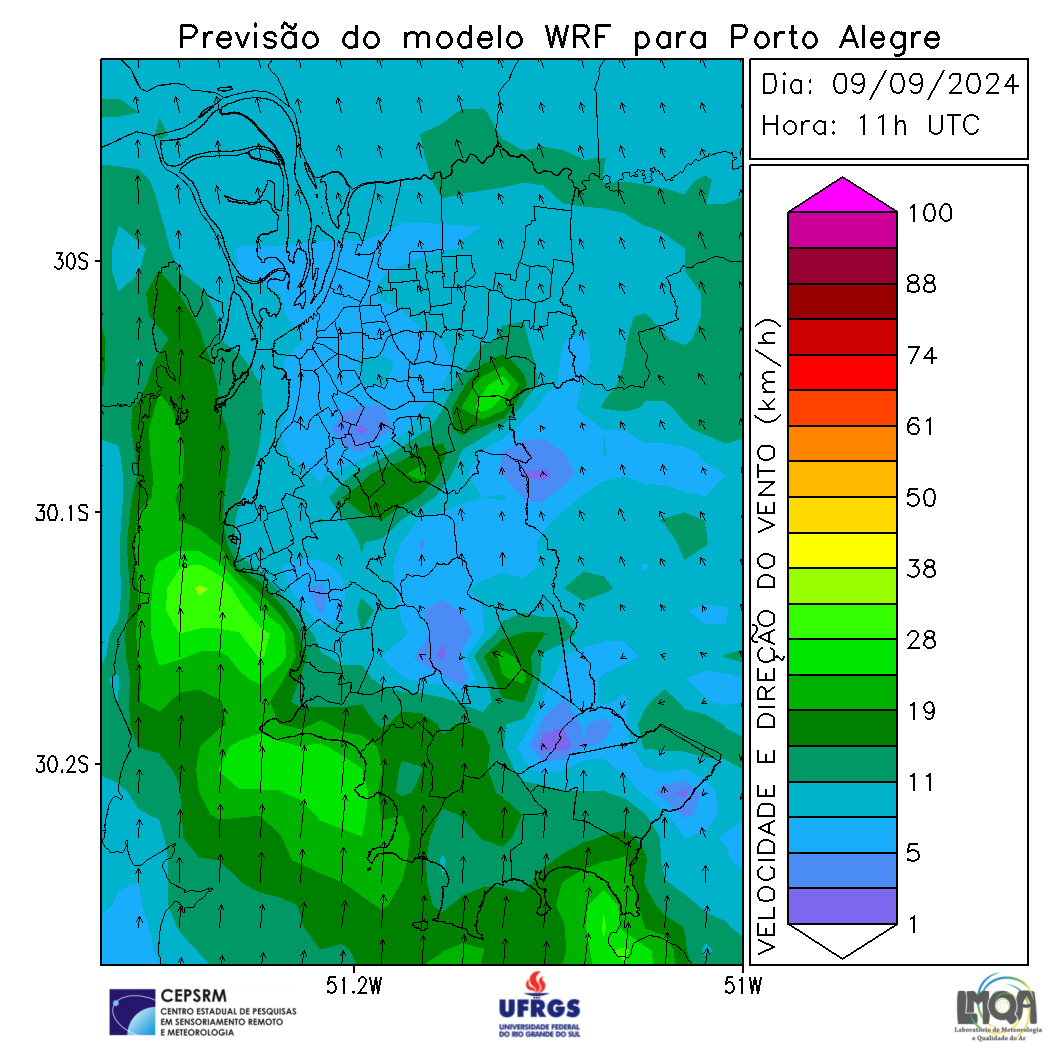 Previsão do modelo WRF para Porto Alegre
Dia: 09/09/2024
Hora: 11h UTC
30S
30.1S
30.2S
51.2W
51W
VELOCIDADE E DIREÇÃO DO VENTO (km/h)
100
88
74
61
50
38
28
19
11
5
1
CEPSRM
CENTRO ESTADUAL DE PESQUISAS
EM SENSORIAMENTO REMOTO
E METEOROLOGIA
UFRGS
UNIVERSIDADE FEDERAL
DO RIO GRANDE DO SUL
LMQA
Laboratório de Meteorologia
e Qualidade do Ar